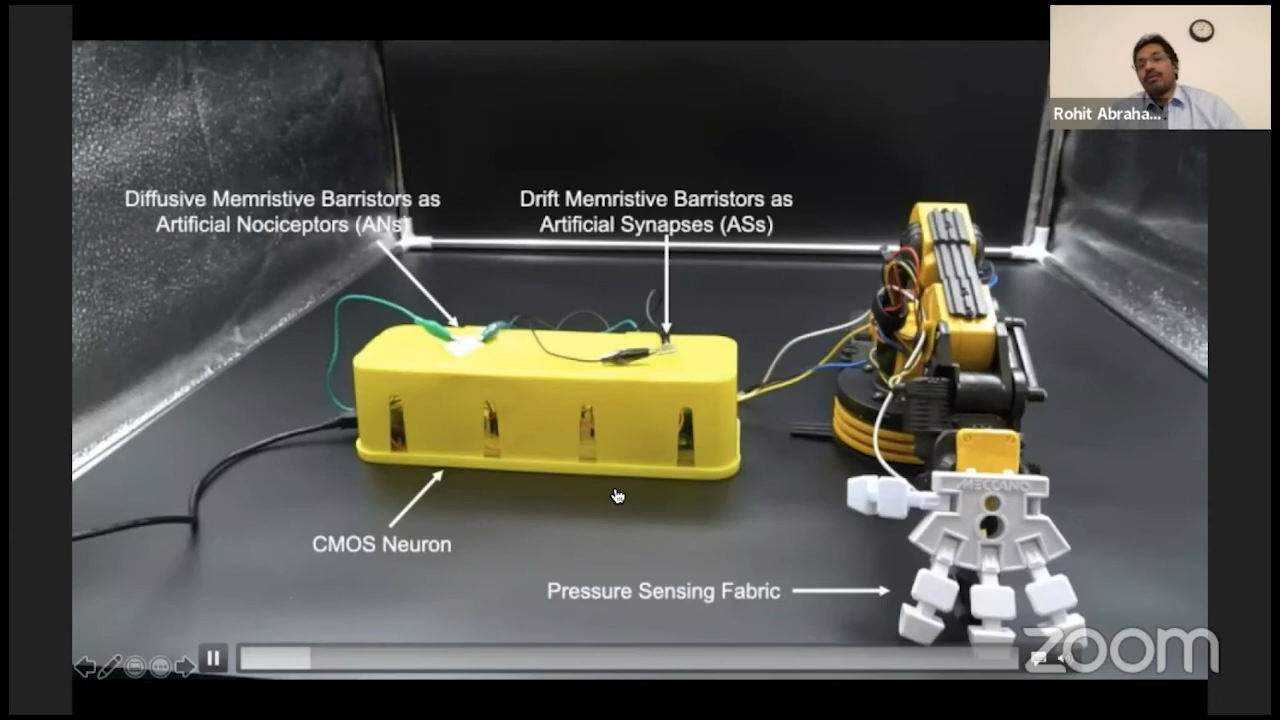 Rohit Abraha...
Diffusive Memristive Barristors as
Artificial Nociceptors (ANs)
Drift Memristive Barristors as
Artificial Synapses (ASs)
MECCANO
CMOS Neuron
Pressure Sensing Fabric
zoom